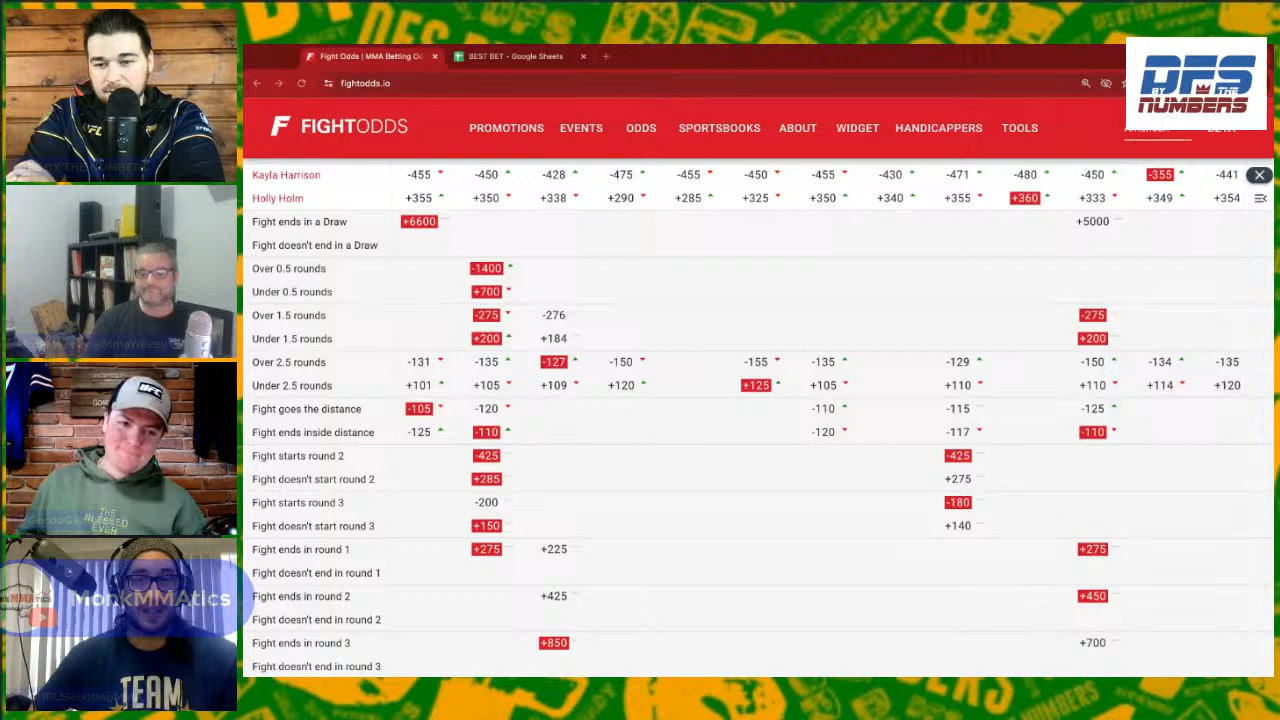 Fight Odds | MMA Betting Od
BEST BET - Google Sheets
fightodds.io
DFS
BY THE
NUMBERS
FIGHTODDS
PROMOTIONS EVENTS ODDS SPORTSBOOKS ABOUT WIDGET HANDICAPPERS TOOLS
Kayla Harrison -455 -450 -428 -475 -455 -450 -455 -430 -471 -480 -450 -355 -441
Holly Holm +355 +350 +338 +290 +285 +325 +350 +340 +355 +360 +333 +349 +354
Fight ends in a Draw +6600 +5000
Fight doesn't end in a Draw
Over 0.5 rounds -1400
Under 0.5 rounds +700
Over 1.5 rounds -275 -276 -275
Under 1.5 rounds +200 +184 +200
Over 2.5 rounds -131 -135 -127 -150 -155 -135 -129 -150 -134 -135
Under 2.5 rounds +101 +105 +109 +120 +125 +105 +110 +110 +114 +120
Fight goes the distance -105 -120 -110 -115 -125
Fight ends inside distance -125 -110 -120 -117 -110
Fight starts round 2 -425 -425
Fight doesn't start round 2 +285 +275
Fight starts round 3 -200 -180
Fight doesn't start round 3 +150 +140
Fight ends in round 1 +275 +225 +275
Fight doesn't end in round 1
Fight ends in round 2 +425 +450
Fight doesn't end in round 2
Fight ends in round 3 +850 +700
Fight doesn't end in round 3
UFC
THE
BLESSED
EVER
MonkMMAtics
TEAM